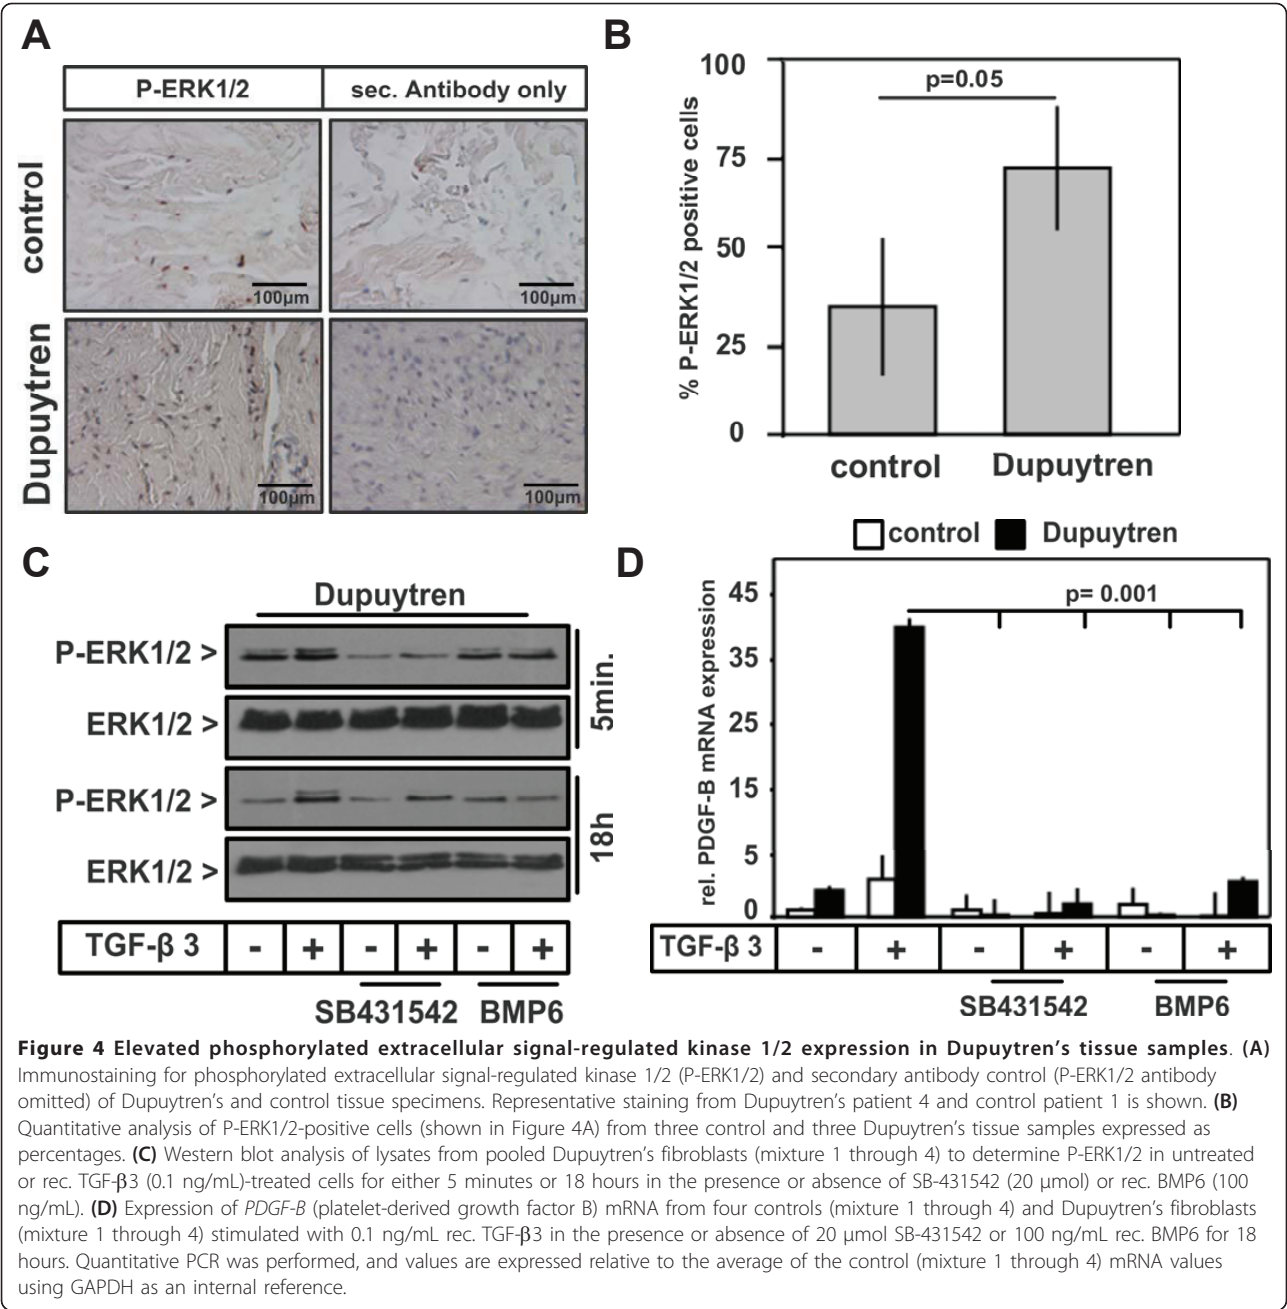 A
P-ERK1/2
sec. Antibody only
control
100µm
100µm
Dupuytren
100µm
100µm
B
% P-ERK1/2 positive cells
100
75
50
25
0
p=0.05
control
Dupuytren
C
Dupuytren
P-ERK1/2 >
ERK1/2 >
5min.
P-ERK1/2 >
ERK1/2 >
18h
TGF-β 3 - + - + - +
SB431542 BMP6
D
control Dupuytren
rel. PDGF-B mRNA expression
45
35
25
15
5
0
p= 0.001
TGF-β 3 - + - + - +
SB431542 BMP6
Figure 4 Elevated phosphorylated extracellular signal-regulated kinase 1/2 expression in Dupuytren's tissue samples. (A)
Immunostaining for phosphorylated extracellular signal-regulated kinase 1/2 (P-ERK1/2) and secondary antibody control (P-ERK1/2 antibody
omitted) of Dupuytren's and control tissue specimens. Representative staining from Dupuytren's patient 4 and control patient 1 is shown. (B)
Quantitative analysis of P-ERK1/2-positive cells (shown in Figure 4A) from three control and three Dupuytren's tissue samples expressed as
percentages. (C) Western blot analysis of lysates from pooled Dupuytren's fibroblasts (mixture 1 through 4) to determine P-ERK1/2 in untreated
or rec. TGF-β3 (0.1 ng/mL)-treated cells for either 5 minutes or 18 hours in the presence or absence of SB-431542 (20 µmol) or rec. BMP6 (100
ng/mL). (D) Expression of PDGF-B (platelet-derived growth factor B) mRNA from four controls (mixture 1 through 4) and Dupuytren's fibroblasts
(mixture 1 through 4) stimulated with 0.1 ng/mL rec. TGF-β3 in the presence or absence of 20 µmol SB-431542 or 100 ng/mL rec. BMP6 for 18
hours. Quantitative PCR was performed, and values are expressed relative to the average of the control (mixture 1 through 4) mRNA values
using GAPDH as an internal reference.